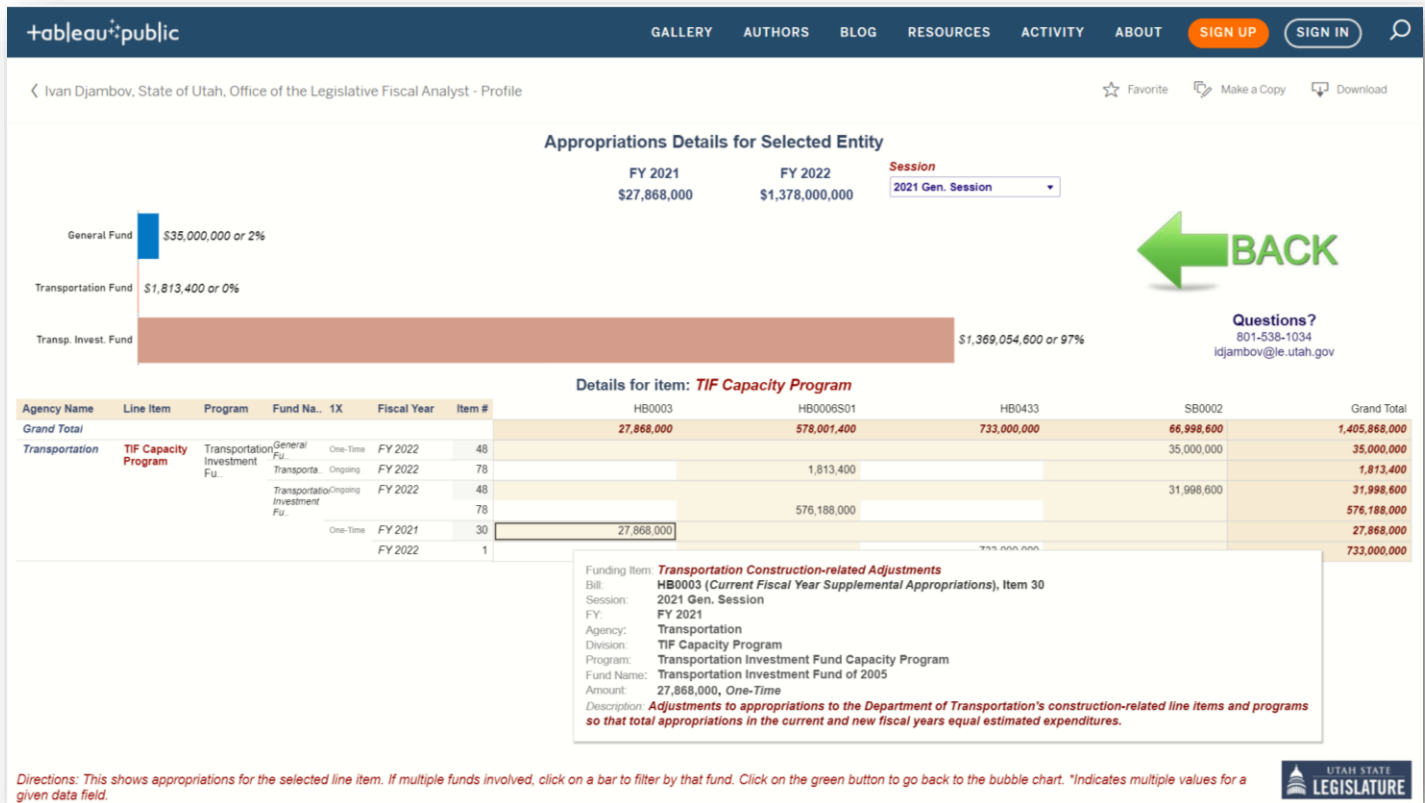 +ableau public
GALLERY AUTHORS BLOG RESOURCES ACTIVITY ABOUT SIGN UP SIGN IN
Ivan Djambov, State of Utah, Office of the Legislative Fiscal Analyst - Profile
Favorite Make a Copy Download
Appropriations Details for Selected Entity
FY 2021 FY 2022 Session
$27,868,000 $1,378,000,000 2021 Gen. Session
General Fund $35,000,000 or 2%
BACK
Transportation Fund $1,813,400 or 0%
Transp. Invest. Fund $1,369,054,600 or 97%
Questions?
801-538-1034
idjambov@le.utah.gov
Details for item: TIF Capacity Program
Agency Name Line Item Program Fund Na.. 1X Fiscal Year Item # HB0003 HB0006S01 HB0433 SB0002 Grand Total
Grand Total 27,868,000 578,001,400 733,000,000 66,998,600 1,405,868,000
Transportation TIF Capacity Program Transportation Investment Fu.. General Fu.. One-Time FY 2022 48 35,000,000 35,000,000
Transporta.. Ongoing FY 2022 78 1,813,400 1,813,400
Transportatio Investment Fu.. Ongoing FY 2022 48 31,998,600 31,998,600
78 576,188,000 576,188,000
One-Time FY 2021 30 27,868,000 27,868,000
FY 2022 1 733,000,000 733,000,000
Funding Item: Transportation Construction-related Adjustments
Bill: HB0003 (Current Fiscal Year Supplemental Appropriations), Item 30
Session: 2021 Gen. Session
FY: FY 2021
Agency: Transportation
Division: TIF Capacity Program
Program: Transportation Investment Fund Capacity Program
Fund Name: Transportation Investment Fund of 2005
Amount: 27,868,000, One-Time
Description: Adjustments to appropriations to the Department of Transportation's construction-related line items and programs
so that total appropriations in the current and new fiscal years equal estimated expenditures.
Directions: This shows appropriations for the selected line item. If multiple funds involved, click on a bar to filter by that fund. Click on the green button to go back to the bubble chart. *Indicates multiple values for a
given data field.
UTAH STATE
LEGISLATURE